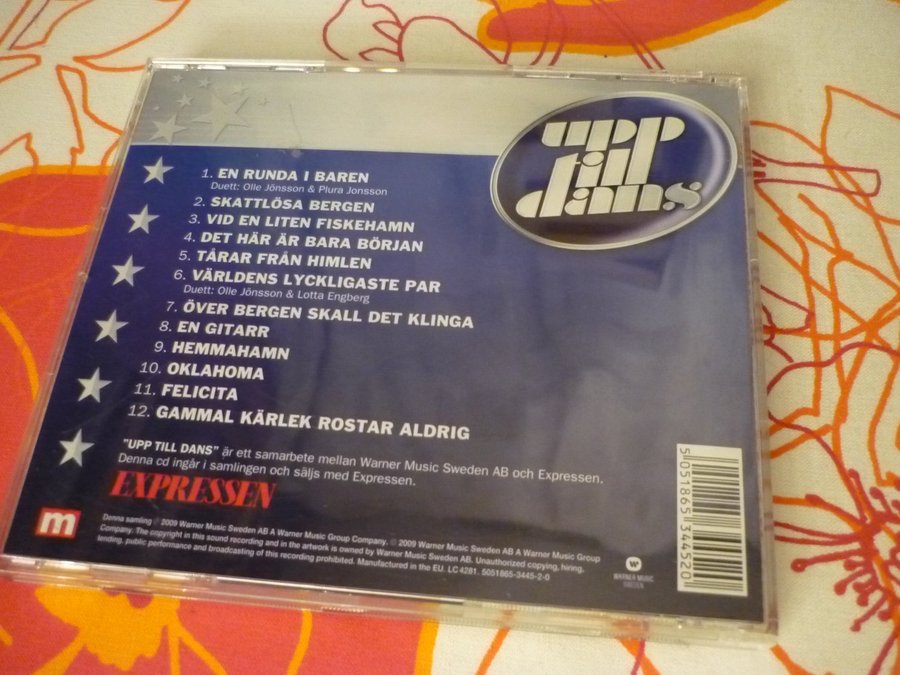 upp
till
dans
1. EN RUNDA I BAREN
Duett: Olle Jönsson & Plura Jonsson
2. SKATTLÖSA BERGEN
3. VID EN LITEN FISKEHAMN
4. DET HÄR ÄR BARA BÖRJAN
5. TÅRAR FRÅN HIMLEN
6. VÄRLDENS LYCKLIGASTE PAR
Duett: Olle Jönsson & Lotta Engberg
7. ÖVER BERGEN SKALL DET KLINGA
8. EN GITARR
9. HEMMAHAMN
10. OKLAHOMA
11. FELICITA
12. GAMMAL KÄRLEK ROSTAR ALDRIG
"UPP TILL DANS" är ett samarbete mellan Warner Music Sweden AB och Expressen.
Denna cd ingår i samlingen och säljs med Expressen.
EXPRESSEN
m
Denna samling ℗ 2009 Warner Music Sweden AB A Warner Music Group Company, © 2009 Warner Music Sweden AB A Warner Music Group
Company. The copyright in this sound recording and in the artwork is owned by Warner Music Sweden AB. Unauthorized copying, hiring,
lending, public performance and broadcasting of this recording prohibited. Manufactured in the EU. LC 4281. 5051865-3445-2-0
WARNER MUSIC
SWEDEN
5 051865 344520